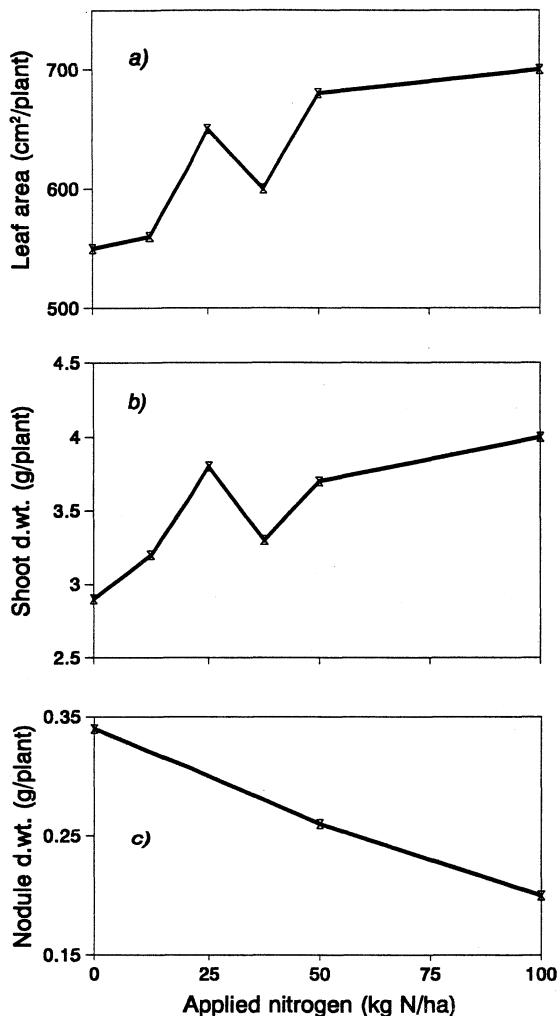 a)
Leaf area (cm²/plant)
700
600
500
b)
Shoot d.wt. (g/plant)
4.5
4
3.5
3
2.5
c)
Nodule d.wt. (g/plant)
0.35
0.25
0.15
0 25 50 75 100
Applied nitrogen (kg N/ha)